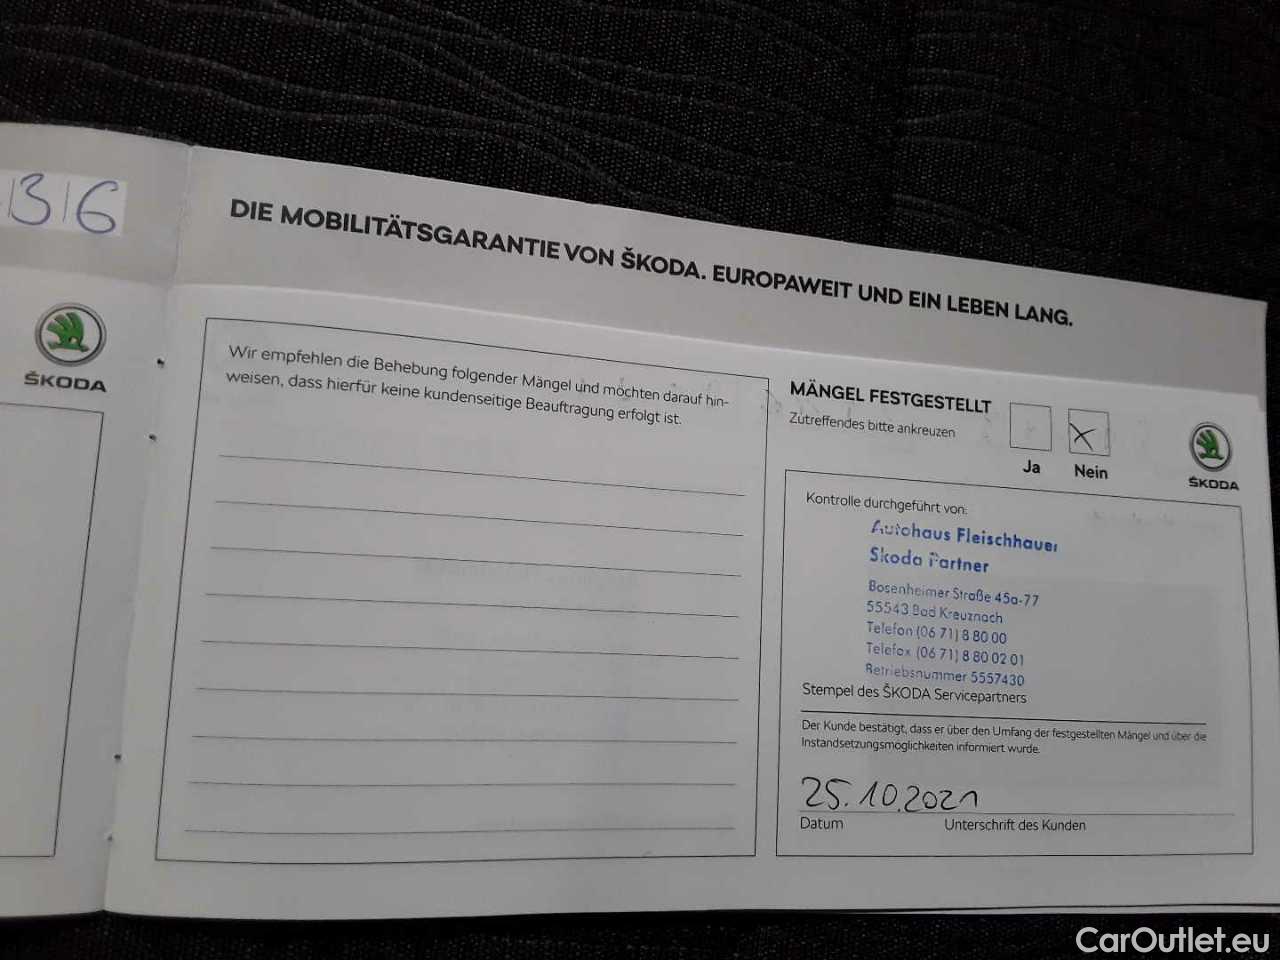 36
DIE MOBILITÄTSGARANTIE VON ŠKODA. EUROPAWEIT UND EIN LEBEN LANG.
ŠKODA
Wir empfehlen die Behebung folgender Mängel und möchten darauf hin-
weisen, dass hierfür keine kundenseitige Beauftragung erfolgt ist.
MÄNGEL FESTGESTELLT
Zutreffendes bitte ankreuzen
Ja
Nein
ŠKODA
Kontrolle durchgeführt von:
Autohaus Fleischhauer
Skoda Partner
Bosenheimer Straße 45a-77
55543 Bad Kreuznach
Telefon (06 71) 8 80 00
Telefax (06 71) 8 80 02 01
Betriebsnummer 5557430
Stempel des ŠKODA Servicepartners
Der Kunde bestätigt, dass er über den Umfang der festgestellten Mängel und über die
Instandsetzungsmöglichkeiten informiert wurde.
25.10.2021
Datum
Unterschrift des Kunden
CarOutlet.eu